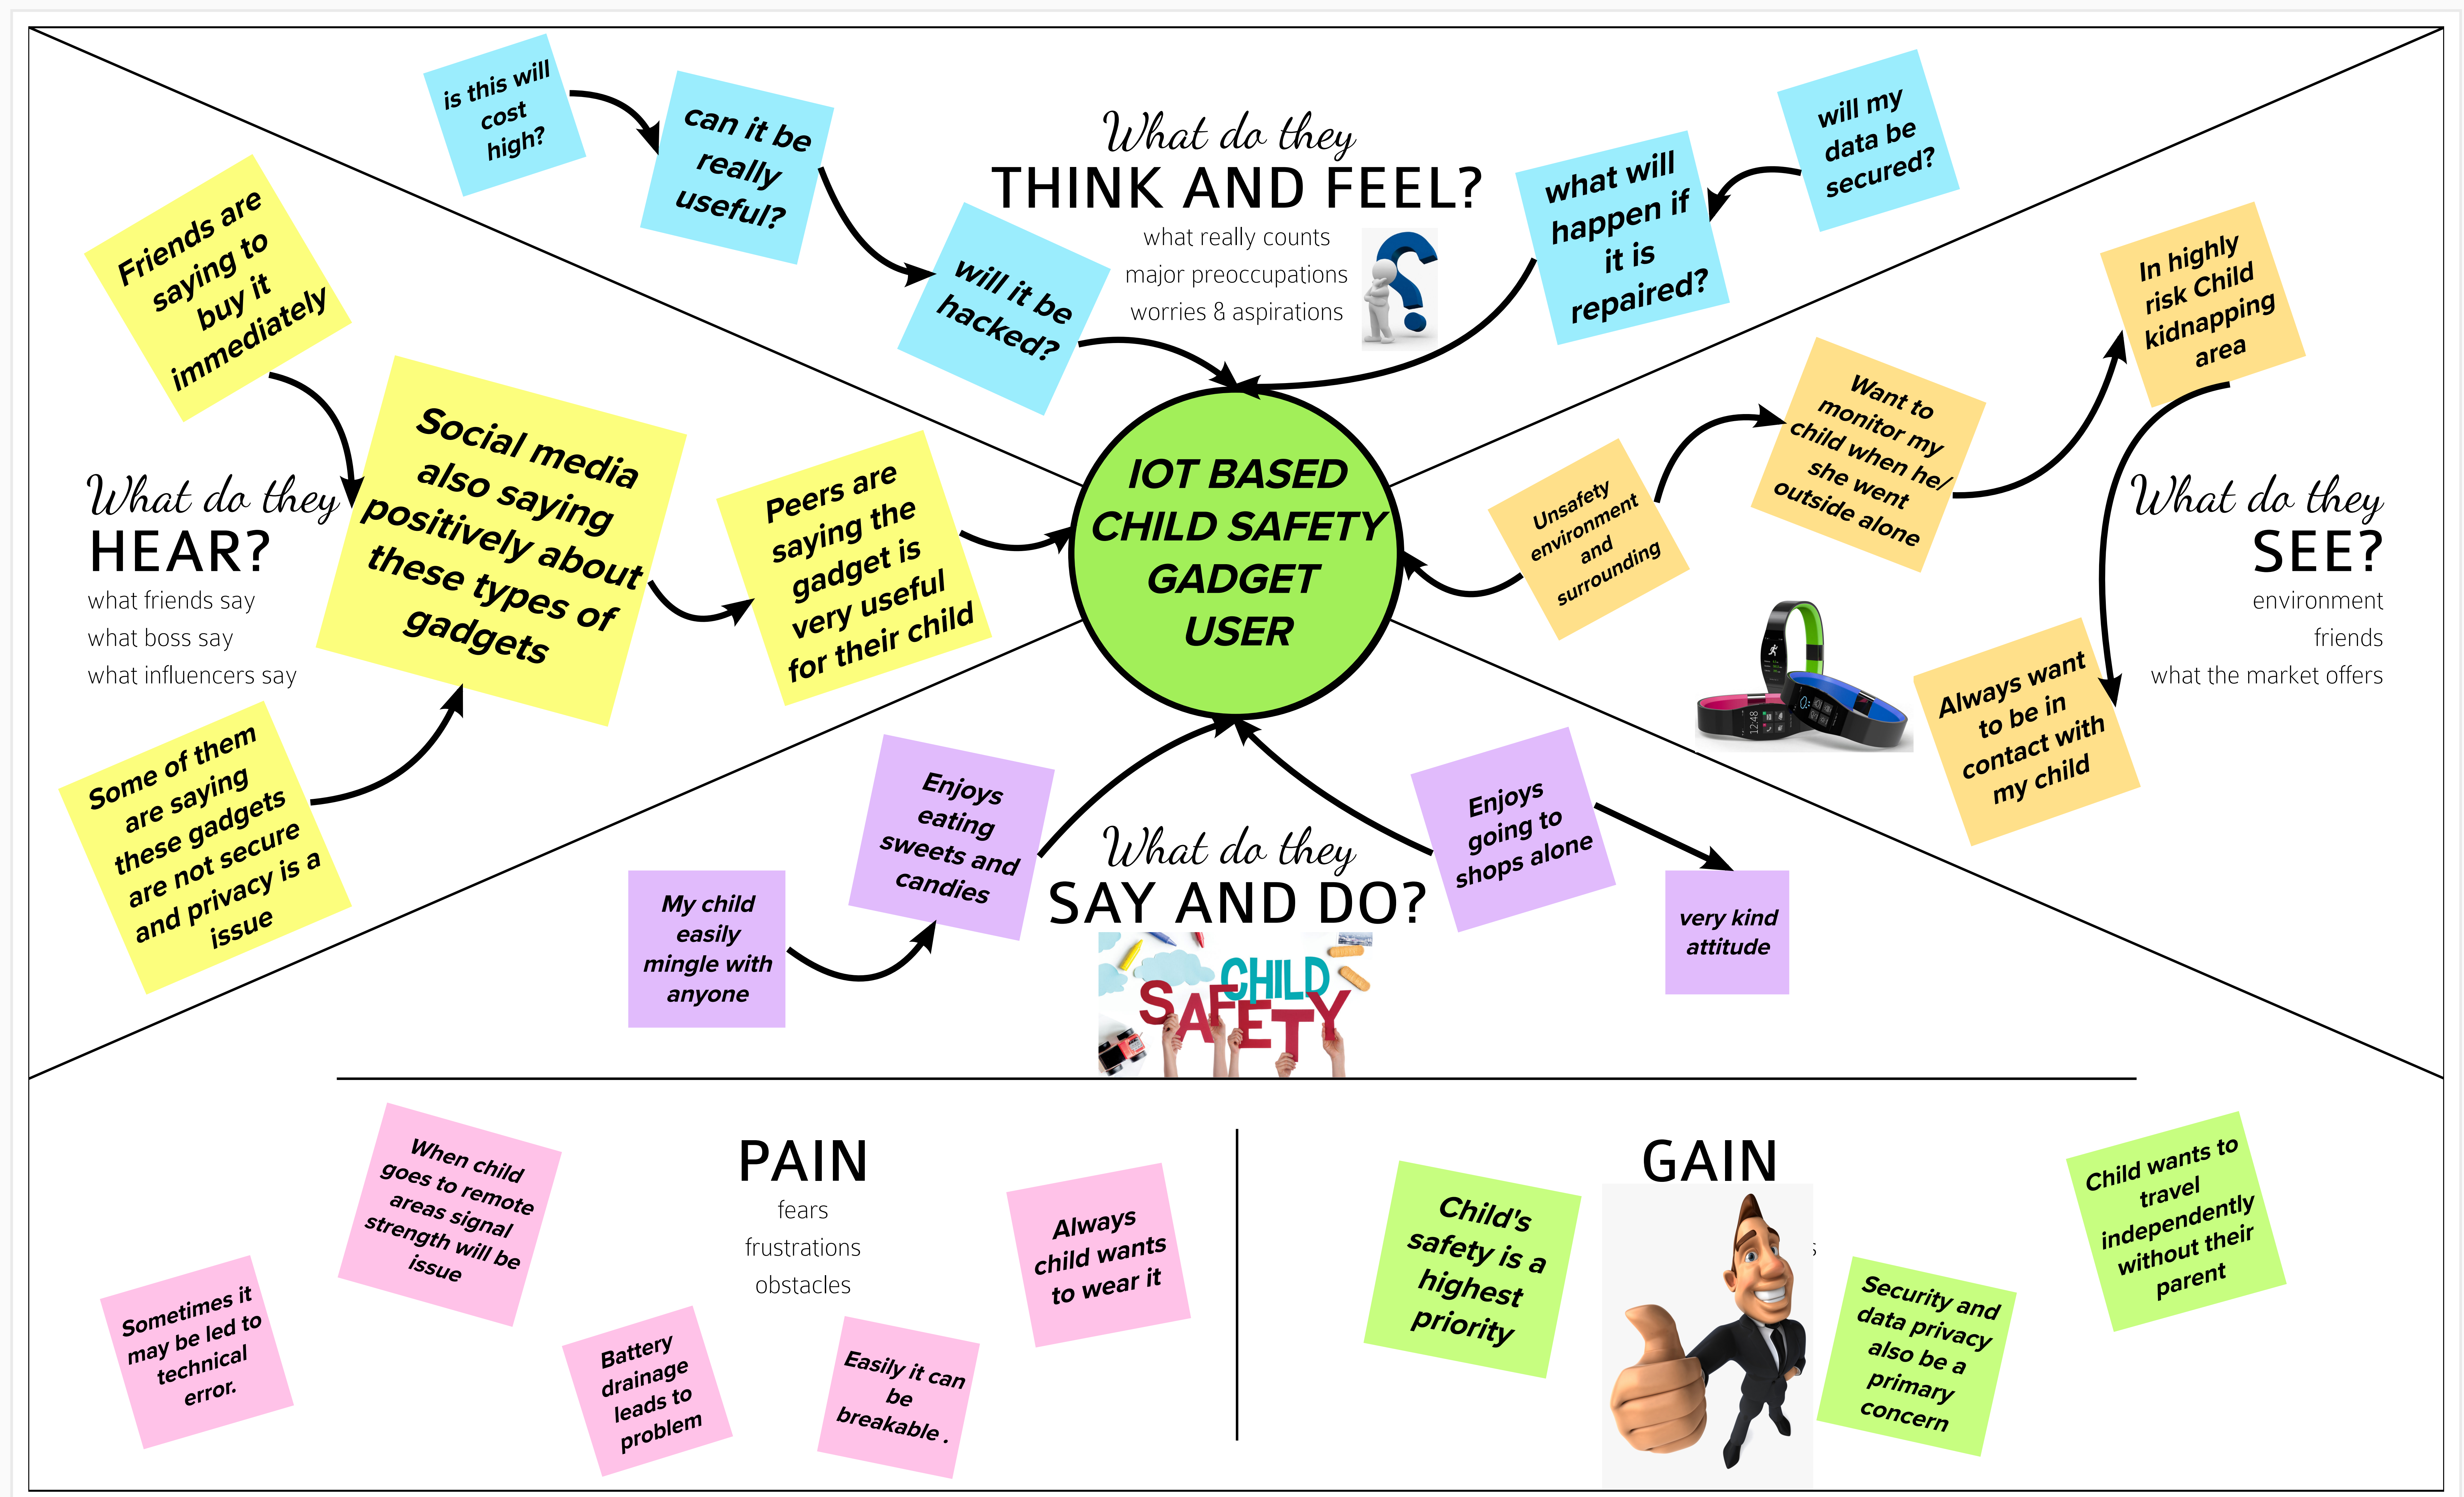 is this will
cost
high?
can it be
really
useful?
will it be
hacked?
What do they
THINK AND FEEL?
what really counts
major preoccupations
worries & aspirations
what will
happen if
it is
repaired?
will my
data be
secured?
Friends are
saying to
buy it
immediately
Social media
also saying
positively about
these types of
gadgets
Peers are
saying the
gadget is
very useful
for their child
What do they
HEAR?
what friends say
what boss say
what influencers say
Some of them
are saying
these gadgets
are not secure
and privacy is a
issue
IOT BASED
CHILD SAFETY
GADGET
USER
Unsafety
environment
and
surrounding
Want to
monitor my
child when he/
she went
outside alone
In highly
risk Child
kidnapping
area
What do they
SEE?
environment
friends
what the market offers
Always want
to be in
contact with
my child
12:48
My child
easily
mingle with
anyone
Enjoys
eating
sweets and
candies
What do they
SAY AND DO?
CHILD
SAFETY
Enjoys
going to
shops alone
very kind
attitude
PAIN
fears
frustrations
obstacles
Sometimes it
may be led to
technical
error.
When child
goes to remote
areas signal
strength will be
issue
Battery
drainage
leads to
problem
Easily it can
be
breakable .
Always
child wants
to wear it
GAIN
Child's
safety is a
highest
priority
Security and
data privacy
also be a
primary
concern
Child wants to
travel
independently
without their
parent